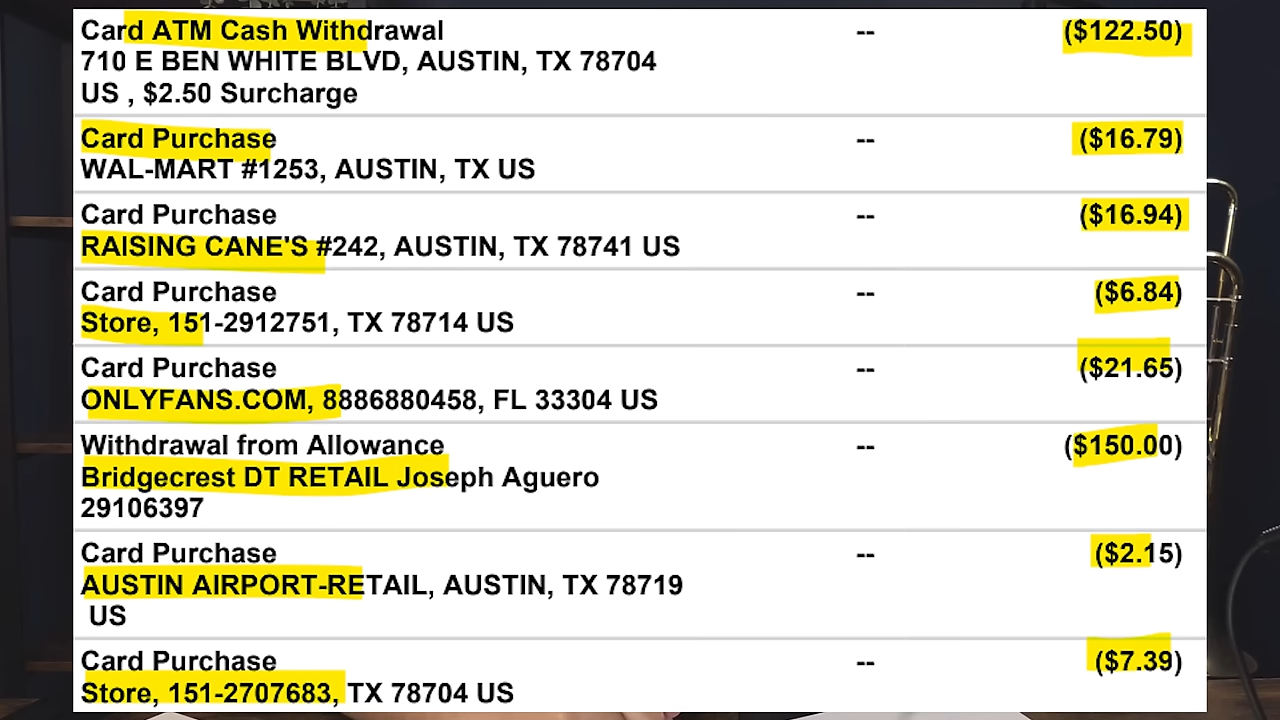 Card ATM Cash Withdrawal -- ($122.50)
710 E BEN WHITE BLVD, AUSTIN, TX 78704
US , $2.50 Surcharge
Card Purchase -- ($16.79)
WAL-MART #1253, AUSTIN, TX US
Card Purchase -- ($16.94)
RAISING CANE'S #242, AUSTIN, TX 78741 US
Card Purchase -- ($6.84)
Store, 151-2912751, TX 78714 US
Card Purchase -- ($21.65)
ONLYFANS.COM, 8886880458, FL 33304 US
Withdrawal from Allowance -- ($150.00)
Bridgecrest DT RETAIL Joseph Aguero
29106397
Card Purchase -- ($2.15)
AUSTIN AIRPORT-RETAIL, AUSTIN, TX 78719
US
Card Purchase -- ($7.39)
Store, 151-2707683, TX 78704 US